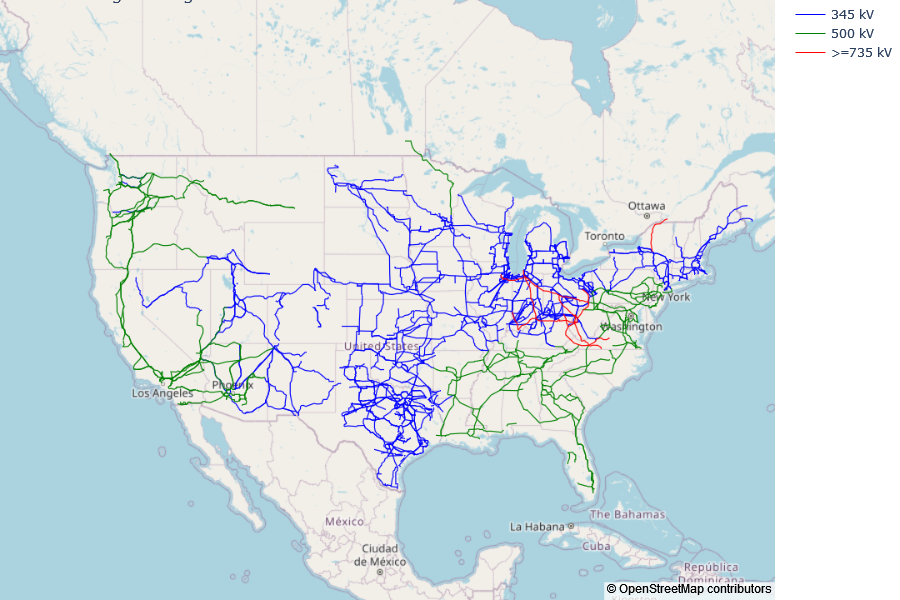 345 kV
500 kV
>=735 kV
Ottawa
Toronto
New York
Washington
United States
Phoenix
Los Angeles
México
Ciudad
de México
La Habana
The Bahamas
Cuba
República
Dominicana
© OpenStreetMap contributors